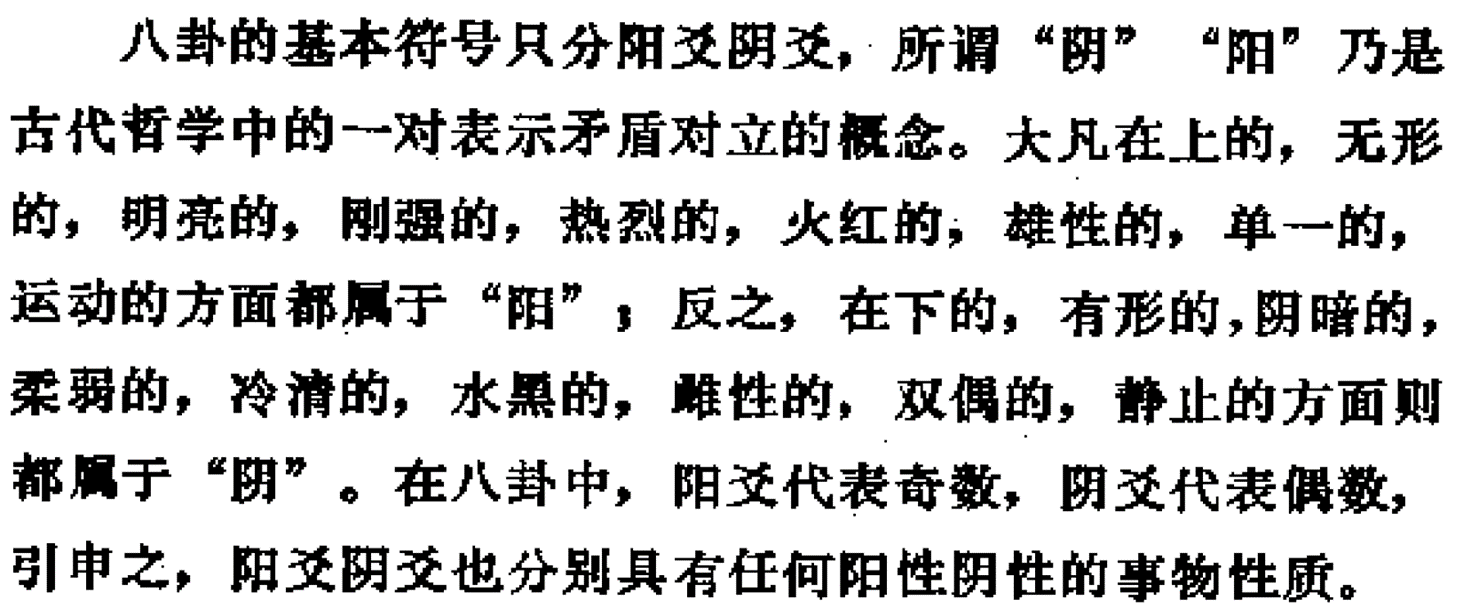 八卦的基本符号只分阳爻阴爻，所谓“阴”“阳”乃是
古代哲学中的一对表示矛盾对立的概念。大凡在上的，无形
的，明亮的，刚强的，热烈的，火红的，雄性的，单一的，
运动的方面都属于“阳”；反之，在下的，有形的，阴暗的，
柔弱的，冷清的，水黑的，雌性的，双偶的，静止的方面则
都属于“阴”。在八卦中，阳爻代表奇数，阴爻代表偶数，
引申之，阳爻阴爻也分别具有任何阳性阴性的事物性质。